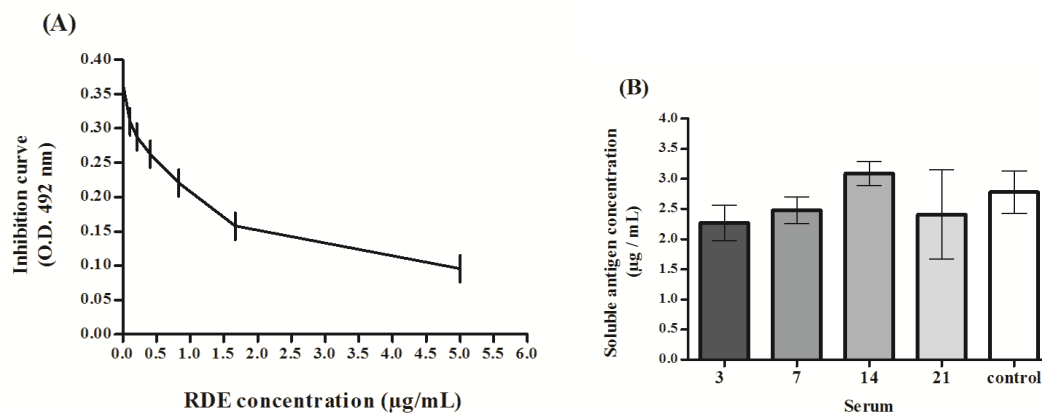 (A)
Inhibition curve
(O.D. 492 nm)
0.40
0.35
0.30
0.25
0.20
0.15
0.10
0.05
0.00
0.0 0.5 1.0 1.5 2.0 2.5 3.0 3.5 4.0 4.5 5.0 5.5 6.0
RDE concentration (µg/mL)
(B)
Soluble antigen concentration
(µg / mL)
4.0
3.5
3.0
2.5
2.0
1.5
1.0
0.5
0.0
3 7 14 21 control
Serum